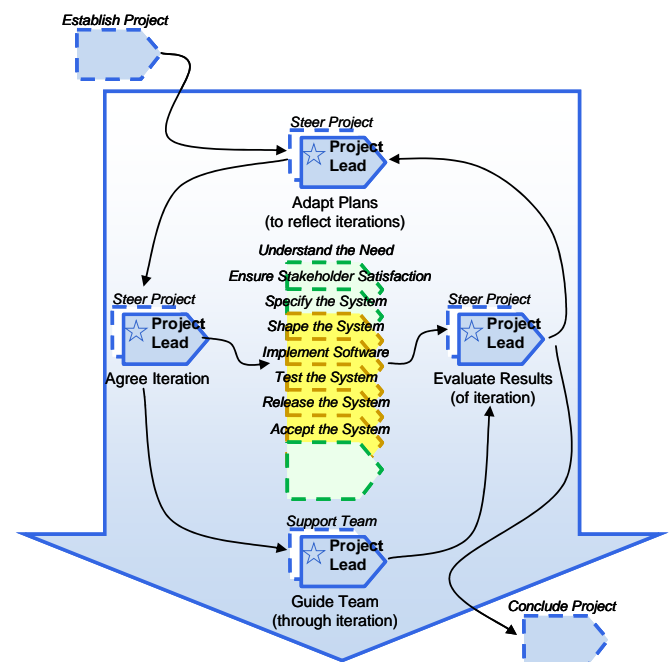 Establish Project
Steer Project
Project
Lead
Adapt Plans
(to reflect iterations)
Understand the Need
Ensure Stakeholder Satisfaction
Specify the System
Shape the System
Implement Software
Test the System
Release the System
Accept the System
Steer Project
Project
Lead
Agree Iteration
Steer Project
Project
Lead
Evaluate Results
(of iteration)
Support Team
Project
Lead
Guide Team
(through iteration)
Conclude Project